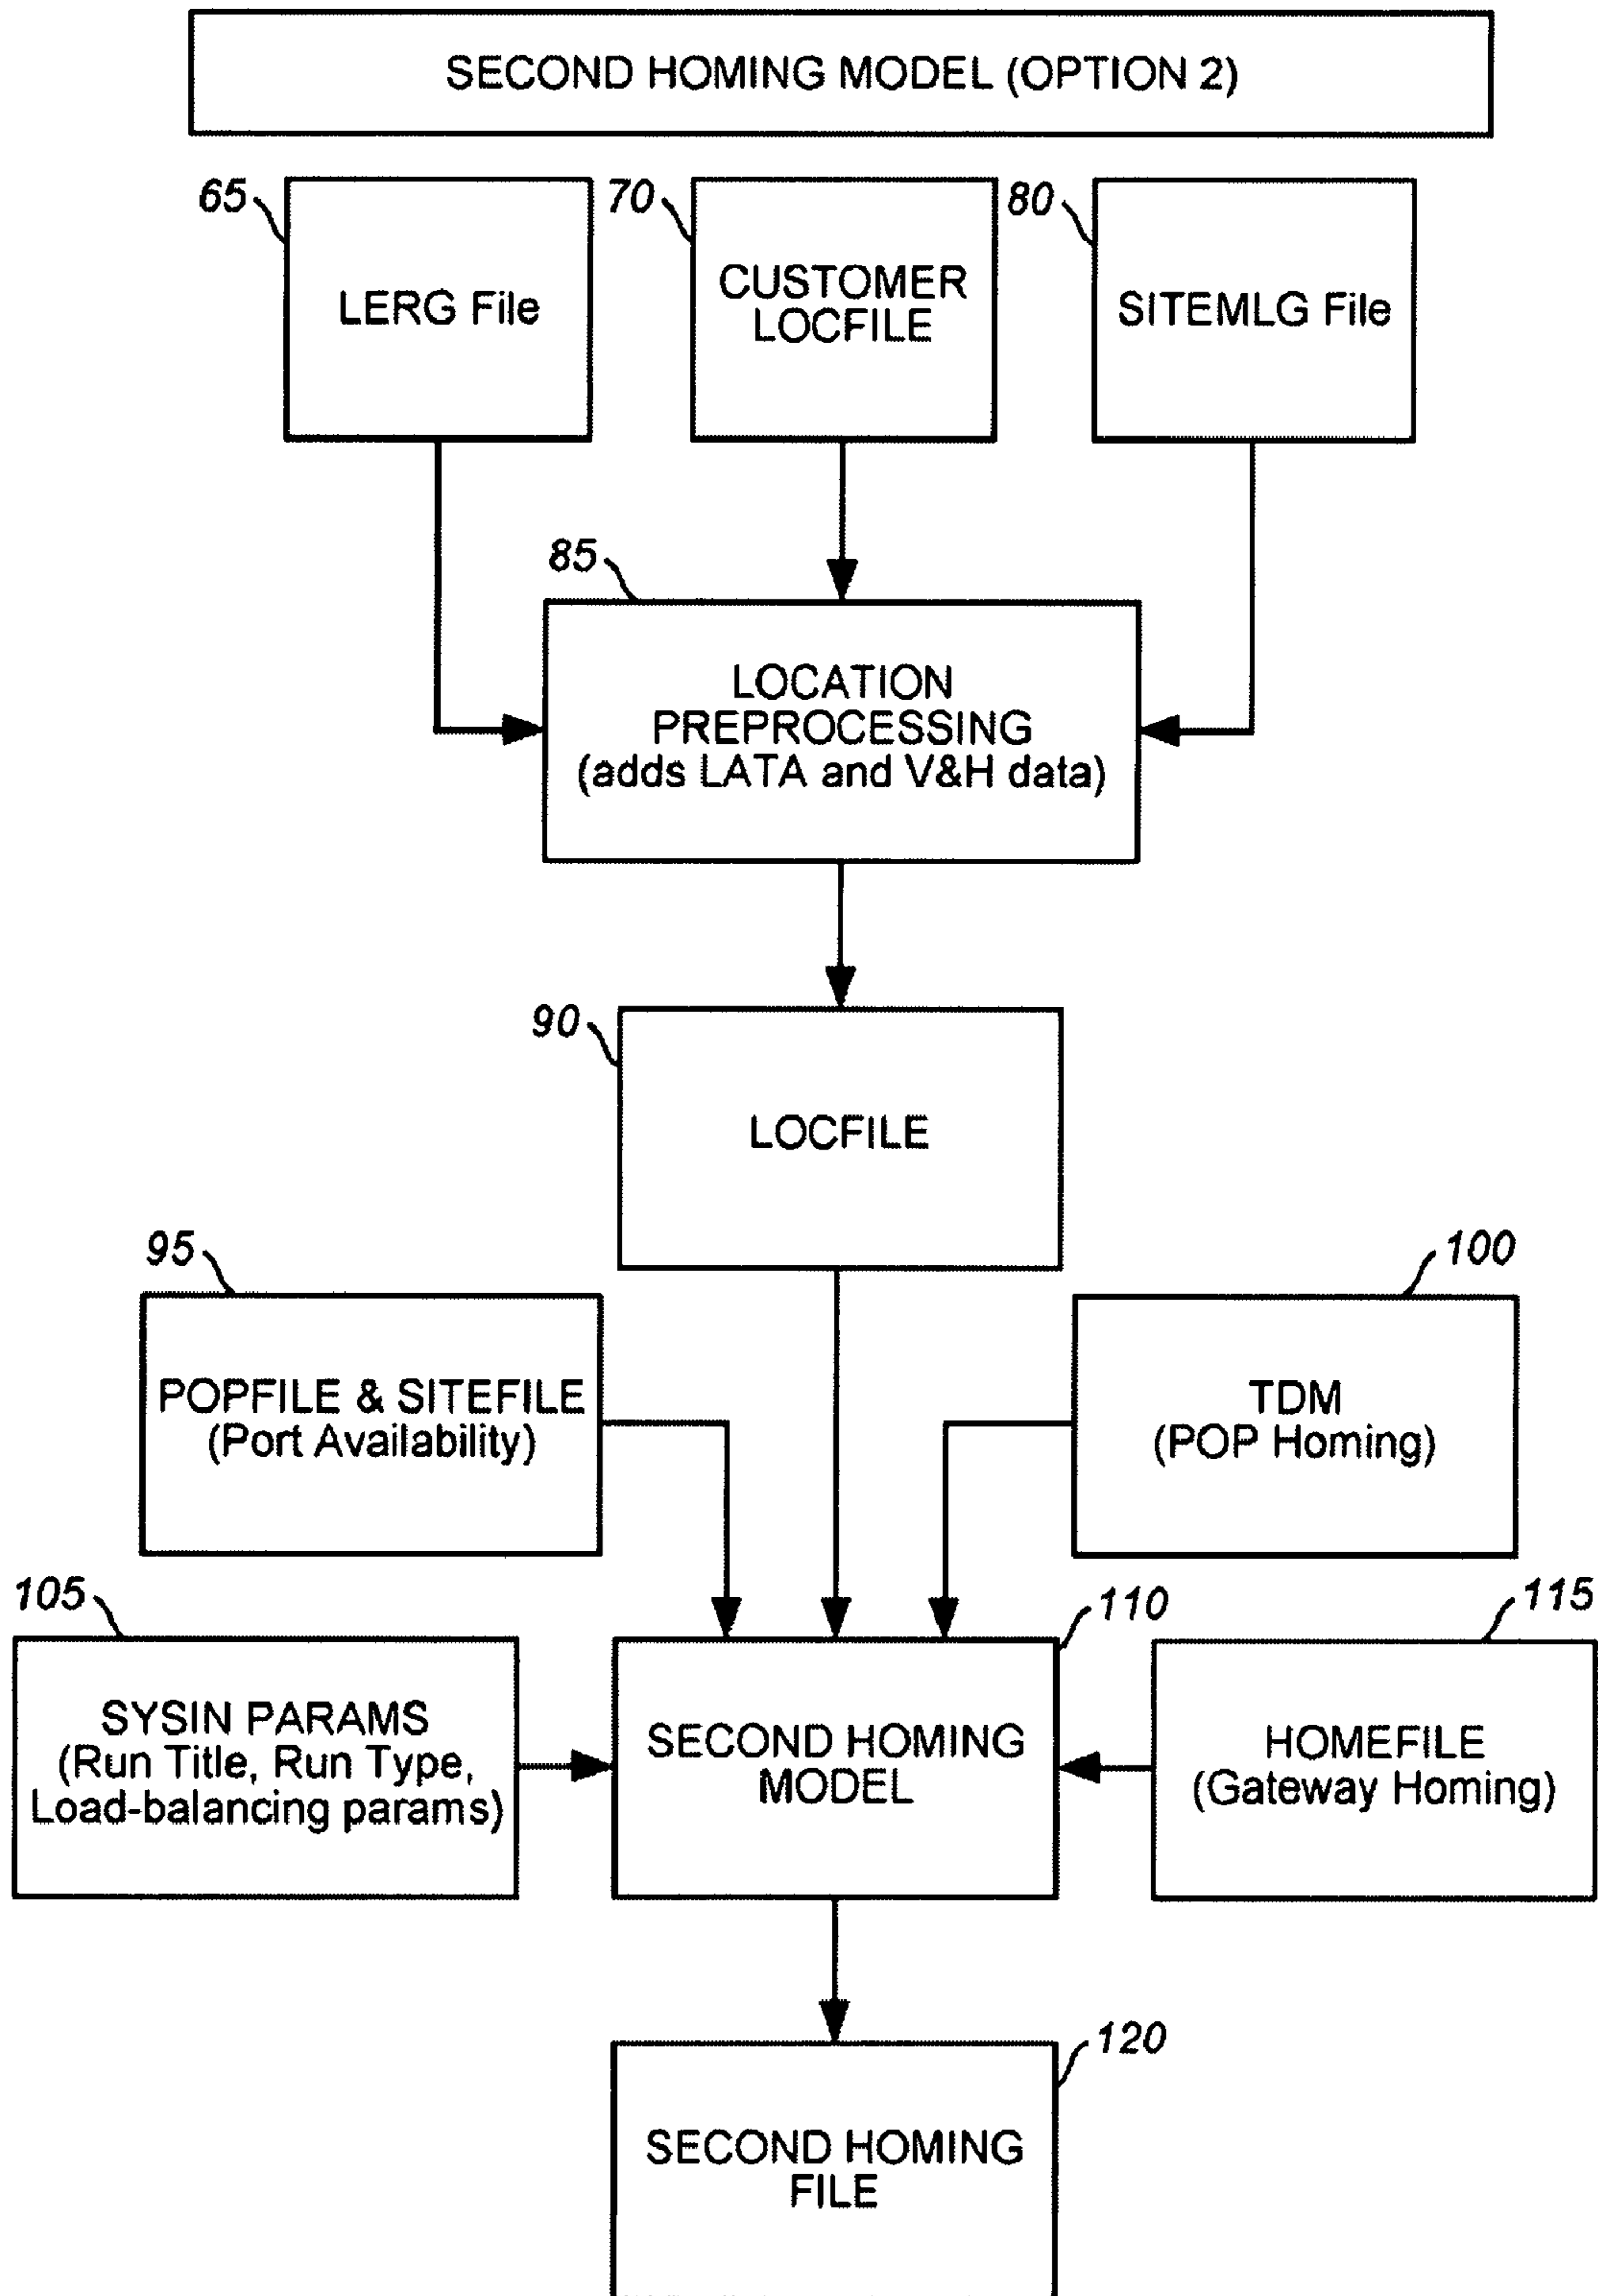 SECOND HOMING MODEL (OPTION 2)
65
70
80
LERG File
CUSTOMER
LOCFILE
SITEMLG File
85
LOCATION
PREPROCESSING
(adds LATA and V&H data)
90
LOCFILE
95
100
POPFILE & SITEFILE
(Port Availability)
TDM
(POP Homing)
105
110
115
SYSIN PARAMS
(Run Title, Run Type,
Load-balancing params)
SECOND HOMING
MODEL
HOMEFILE
(Gateway Homing)
120
SECOND HOMING
FILE